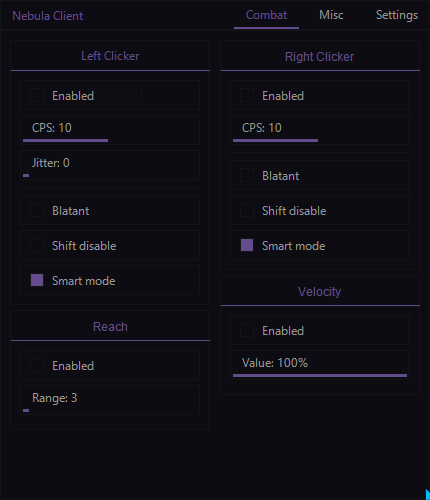 Nebula Client Combat Misc Settings
Left Clicker
Enabled
CPS: 10
Jitter: 0
Blatant
Shift disable
Smart mode
Reach
Enabled
Range: 3
Right Clicker
Enabled
CPS: 10
Blatant
Shift disable
Smart mode
Velocity
Enabled
Value: 100%